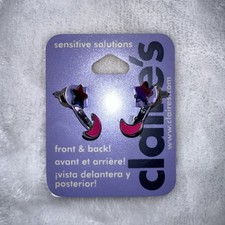 sensitive solutions
claire's
www.claires.com
front & back!
avant et arrière!
¡vista delantera y
posterior!